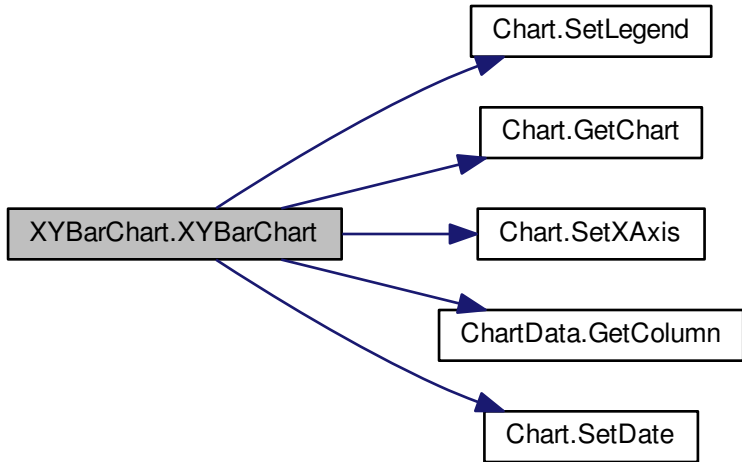 Chart.SetLegend
Chart.GetChart
XYBarChart.XYBarChart
Chart.SetXAxis
ChartData.GetColumn
Chart.SetDate